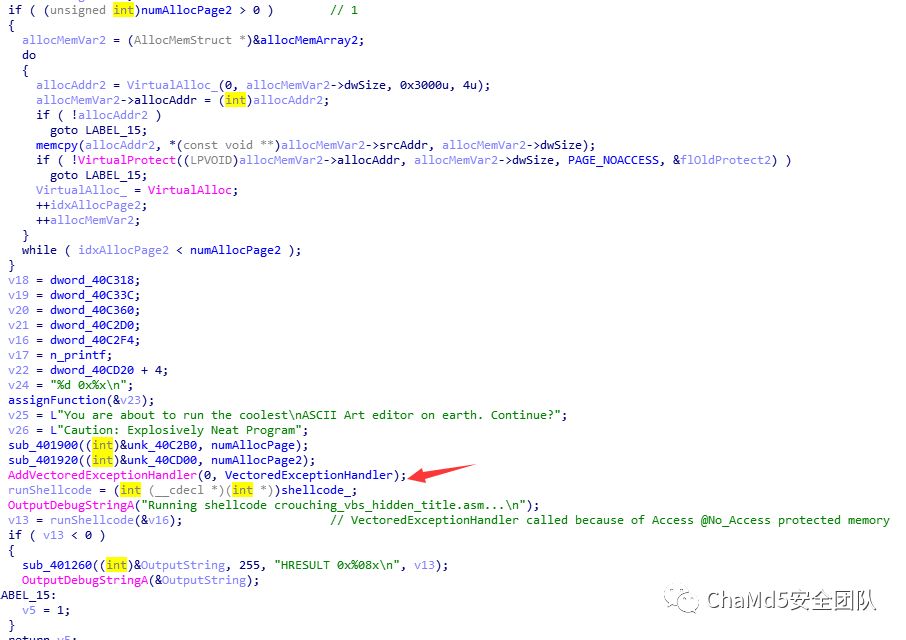 if ( (unsigned int)numAllocPage2 > 0 ) // 1
{
allocMemVar2 = (AllocMemStruct *)&allocMemArray2;
do
{
allocAddr2 = VirtualAlloc_(0, allocMemVar2->dwSize, 0x3000u, 4u);
allocMemVar2->allocAddr = (int)allocAddr2;
if ( !allocAddr2 )
goto LABEL_15;
memcpy(allocAddr2, *(const void **)allocMemVar2->srcAddr, allocMemVar2->dwSize);
if ( !VirtualProtect((LPVOID)allocMemVar2->allocAddr, allocMemVar2->dwSize, PAGE_NOACCESS, &flOldProtect2) )
goto LABEL_15;
VirtualAlloc_ = VirtualAlloc;
++idxAllocPage2;
++allocMemVar2;
}
while ( idxAllocPage2 < numAllocPage2 );
}
v18 = dword_40C318;
v19 = dword_40C33C;
v20 = dword_40C360;
v21 = dword_40C2D0;
v16 = dword_40C2F4;
v17 = n_printf;
v22 = dword_40CD20 + 4;
v24 = "%d 0x%x\n";
assignFunction(&v23);
v25 = L"You are about to run the coolest\nASCII Art editor on earth. Continue?";
v26 = L"Caution: Explosively Neat Program";
sub_401900((int)&unk_40C2B0, numAllocPage);
sub_401920((int)&unk_40CD00, numAllocPage2);
AddVectoredExceptionHandler(0, VectoredExceptionHandler);
runShellcode = (int (__cdecl *)(int *))shellcode_;
OutputDebugStringA("Running shellcode crouching_vbs_hidden_title.asm...\n");
v13 = runShellcode(&v16); // VectoredExceptionHandler called because of Access @No_Access protected memory
if ( v13 < 0 )
{
sub_401260((int)&OutputString, 255, "HRESULT 0x%08x\n", v13);
OutputDebugStringA(&OutputString);
ABEL_15:
v5 = 1;
}
return v5;
ChaMd5安全团队